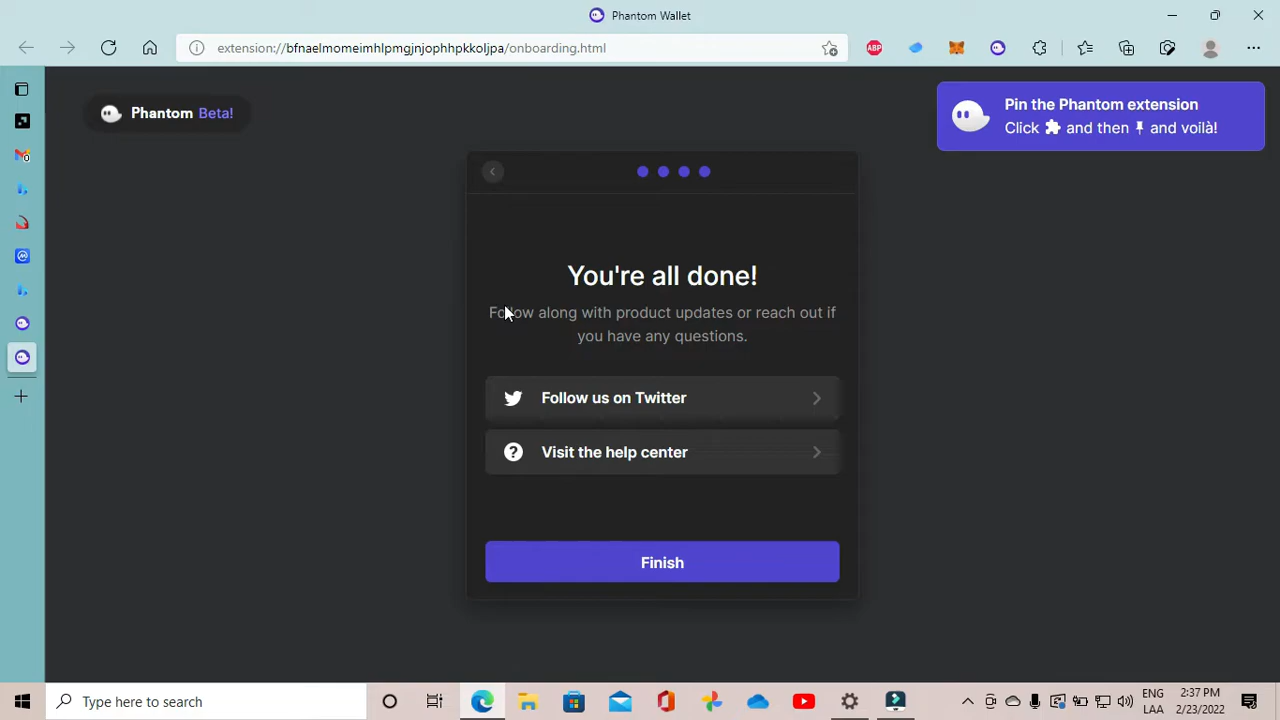 Phantom Wallet
extension://bfnaelmomeimhlpmgjnjophhpkkoljpa/onboarding.html
ABP
Phantom Beta!
Pin the Phantom extension
Click and then and voilà!
You're all done!
Follow along with product updates or reach out if
you have any questions.
Follow us on Twitter
? Visit the help center
Finish
Type here to search
ENG
LAA
2:37 PM
2/23/2022